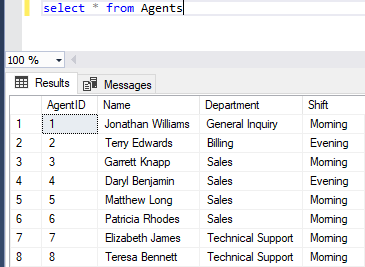 select * from Agents
100 %
Results Messages
AgentID Name Department Shift
1 1 Jonathan Williams General Inquiry Morning
2 2 Terry Edwards Billing Evening
3 3 Garrett Knapp Sales Morning
4 4 Daryl Benjamin Sales Evening
5 5 Matthew Long Sales Morning
6 6 Patricia Rhodes Sales Morning
7 7 Elizabeth James Technical Support Morning
8 8 Teresa Bennett Technical Support Morning